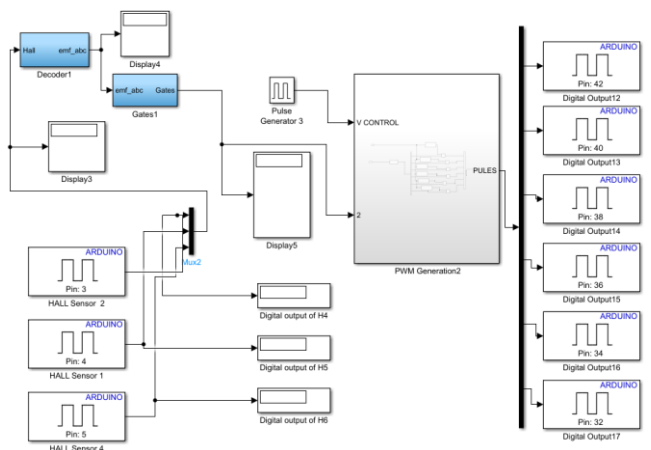 Hall
emf_abc
Decoder1
Display4
emf_abc
Gates
Gates1
Display3
Pulse
Generator 3
V CONTROL
2
PULES
PWM Generation2
Display5
Mux2
ARDUINO
Pin: 3
HALL Sensor 2
ARDUINO
Pin: 4
HALL Sensor 1
ARDUINO
Pin: 5
HALL Sensor 4
Digital output of H4
Digital output of H5
Digital output of H6
ARDUINO
Pin: 42
Digital Output12
ARDUINO
Pin: 40
Digital Output13
ARDUINO
Pin: 38
Digital Output14
ARDUINO
Pin: 36
Digital Output15
ARDUINO
Pin: 34
Digital Output16
ARDUINO
Pin: 32
Digital Output17